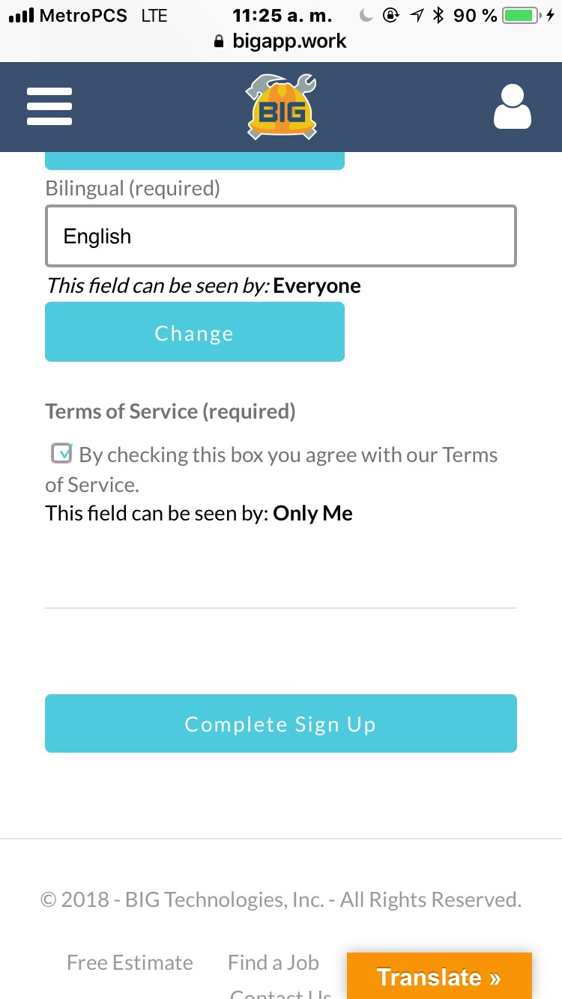 MetroPCS LTE 11:25 a. m. 90 %
bigapp.work
BIG
Bilingual (required)
English
This field can be seen by: Everyone
Change
Terms of Service (required)
By checking this box you agree with our Terms
of Service.
This field can be seen by: Only Me
Complete Sign Up
© 2018 - BIG Technologies, Inc. - All Rights Reserved.
Free Estimate Find a Job
Translate »
Contact Us